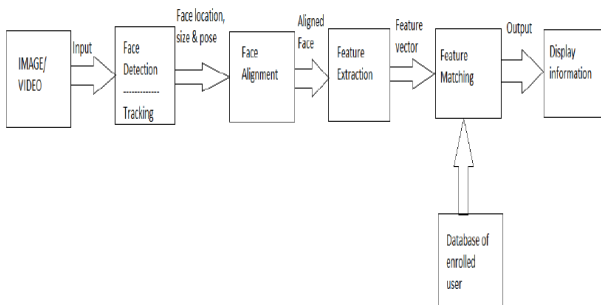 IMAGE/
VIDEO
Input
Face
Detection
-------------
Tracking
Face location,
size & pose
Face
Alignment
Aligned
Face
Feature
Extraction
Feature
vector
Feature
Matching
Output
Display
information
Database of
enrolled
user